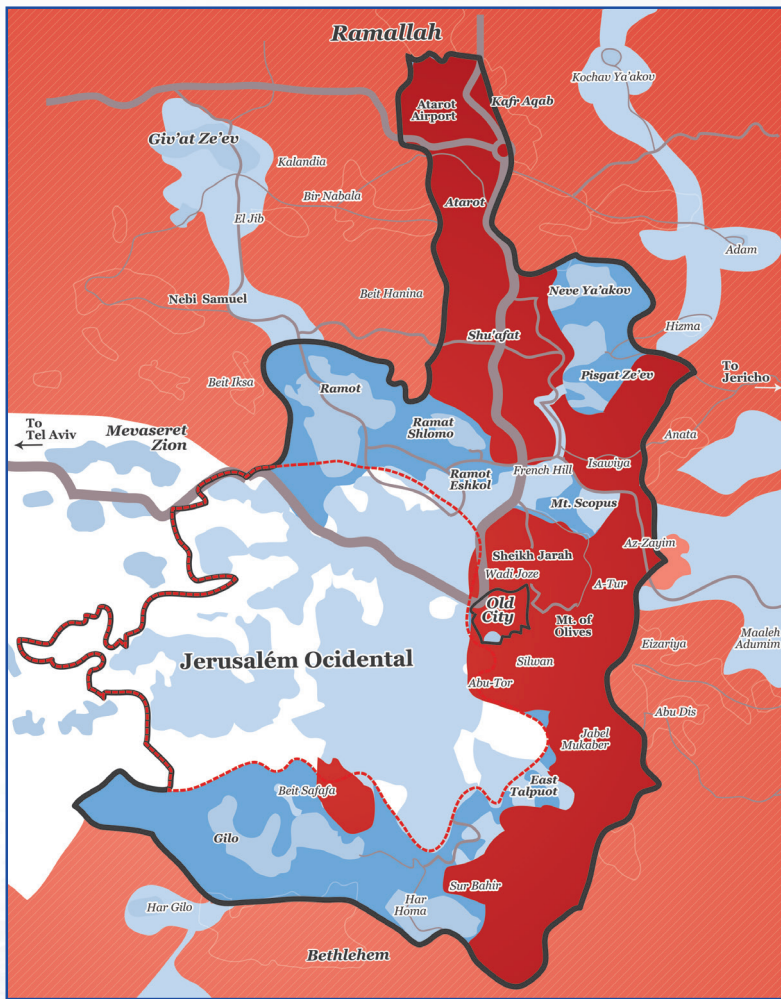 Ramallah
Kochav Ya'akov
Atarot
Airport
Kafr Aqab
Giv'at Ze'ev
Kalandia
Bir Nabala
Atarot
El Jib
Adam
Nebi Samuel
Beit Hanina
Neve Ya'akov
Hizma
Shu'afat
To
Jericho
Pisgat Ze'ev
Beit Iksa
Ramot
To
Tel Aviv
Mevaseret
Zion
Ramat
Shlomo
Anata
Ramot
Eshkol
French Hill
Isawiya
Mt. Scopus
Az-Zayim
Sheikh Jarah
Wadi Joze
A-Tur
Old
City
Mt. of
Olives
Maaleh
Adumim
Eizariya
Jerusalém Ocidental
Silwan
Abu-Tor
Abu Dis
Jabel
Mukaber
East
Talpuot
Beit Safafa
Gilo
Sur Bahir
Har Gilo
Har
Homa
Bethlehem